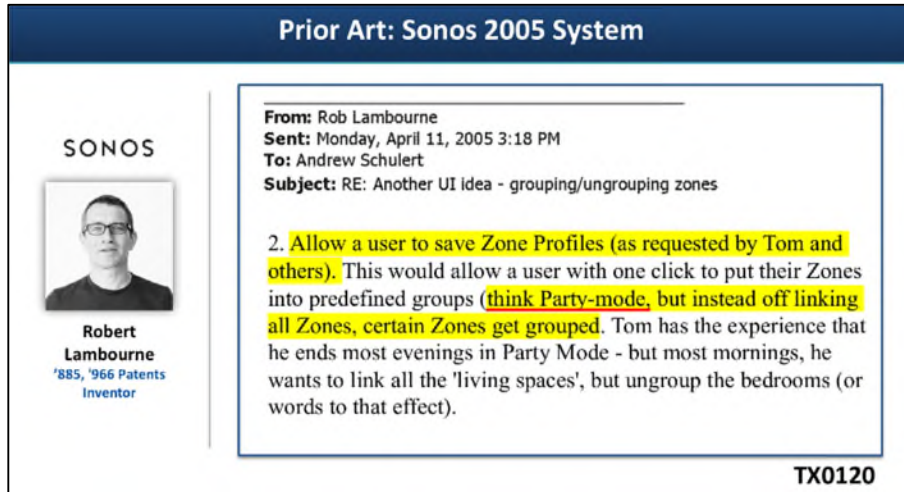 Prior Art: Sonos 2005 System
SONOS
Robert
Lambourne
'885, '966 Patents
Inventor
From: Rob Lambourne
Sent: Monday, April 11, 2005 3:18 PM
To: Andrew Schulert
Subject: RE: Another UI idea - grouping/ungrouping zones
2. Allow a user to save Zone Profiles (as requested by Tom and
others). This would allow a user with one click to put their Zones
into predefined groups (think Party-mode, but instead off linking
all Zones, certain Zones get grouped. Tom has the experience that
he ends most evenings in Party Mode - but most mornings, he
wants to link all the 'living spaces', but ungroup the bedrooms (or
words to that effect).
TX0120